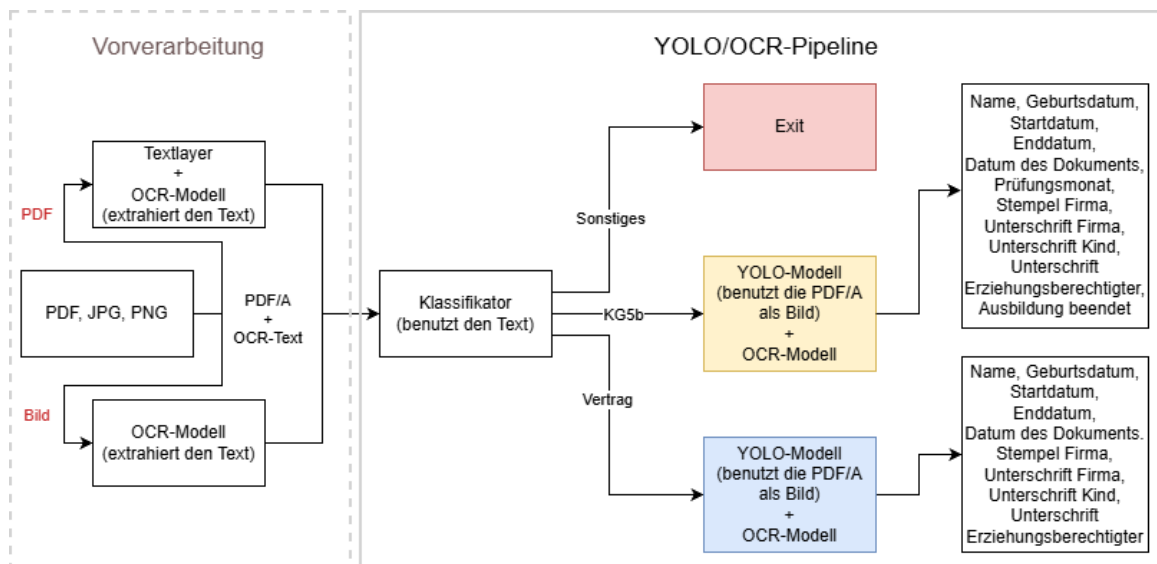 Vorverarbeitung
Textlayer
+
OCR-Modell
(extrahiert den Text)
PDF
PDF, JPG, PNG
PDF/A
+
OCR-Text
Bild
OCR-Modell
(extrahiert den Text)
YOLO/OCR-Pipeline
Klassifikator
(benutzt den Text)
Sonstiges
KG5b
Vertrag
Exit
YOLO-Modell
(benutzt die PDF/A
als Bild)
+
OCR-Modell
YOLO-Modell
(benutzt die PDF/A
als Bild)
+
OCR-Modell
Name, Geburtsdatum,
Startdatum,
Enddatum,
Datum des Dokuments,
Prüfungsmonat,
Stempel Firma,
Unterschrift Firma,
Unterschrift Kind,
Unterschrift
Erziehungsberechtigter,
Ausbildung beendet
Name, Geburtsdatum,
Startdatum,
Enddatum,
Datum des Dokuments.
Stempel Firma,
Unterschrift Firma,
Unterschrift Kind,
Unterschrift
Erziehungsberechtigter